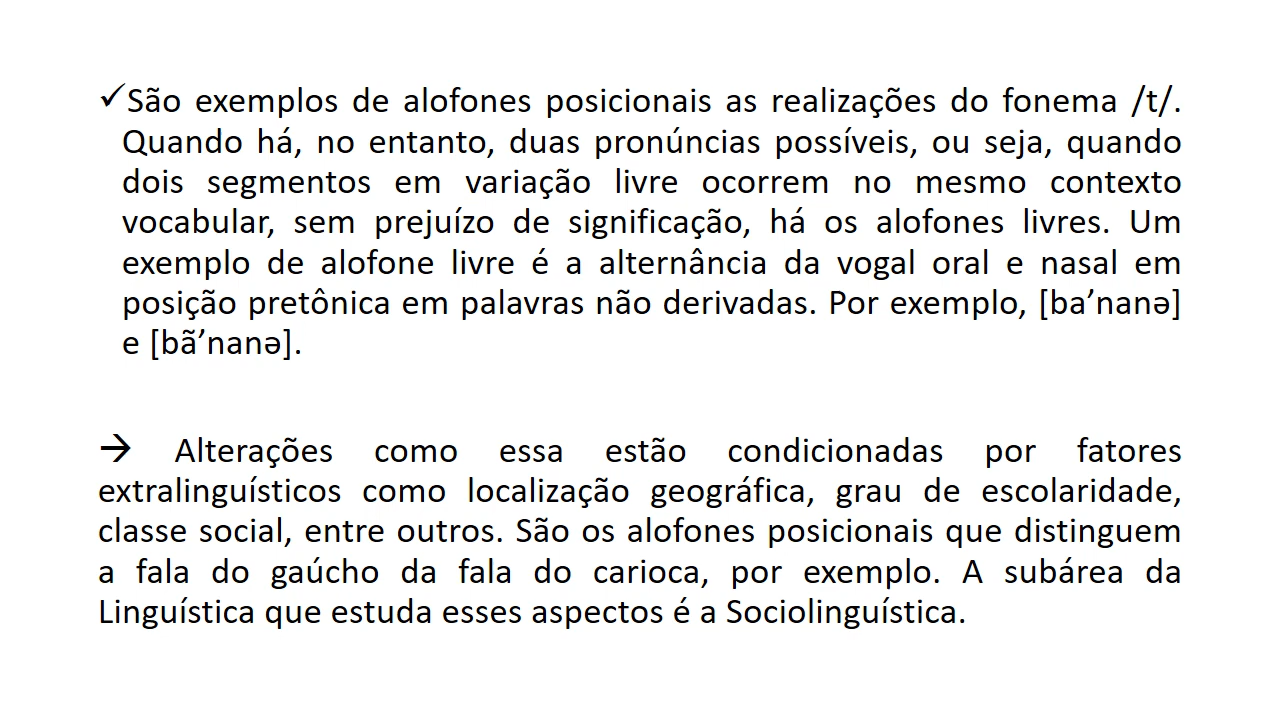 ✓São exemplos de alofones posicionais as realizações do fonema /t/.
Quando há, no entanto, duas pronúncias possíveis, ou seja, quando
dois segmentos em variação livre ocorrem no mesmo contexto
vocabular, sem prejuízo de significação, há os alofones livres. Um
exemplo de alofone livre é a alternância da vogal oral e nasal em
posição pretônica em palavras não derivadas. Por exemplo, [ba’nanə]
e [bã’nanə].
→ Alterações como essa estão condicionadas por fatores
extralinguísticos como localização geográfica, grau de escolaridade,
classe social, entre outros. São os alofones posicionais que distinguem
a fala do gaúcho da fala do carioca, por exemplo. A subárea da
Linguística que estuda esses aspectos é a Sociolinguística.